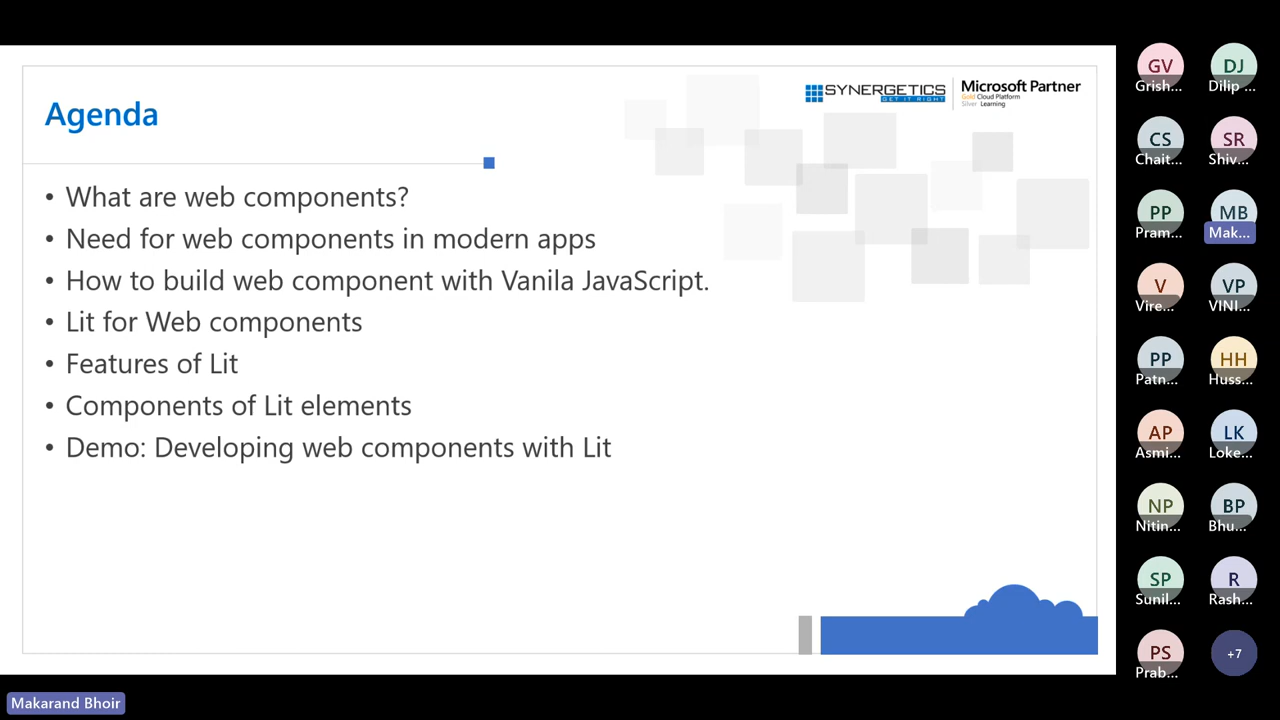 SYNERGETICS
GET IT RIGHT
Microsoft Partner
Gold Cloud Platform
Silver Learning
Agenda
• What are web components?
• Need for web components in modern apps
• How to build web component with Vanila JavaScript.
• Lit for Web components
• Features of Lit
• Components of Lit elements
• Demo: Developing web components with Lit
GV
DJ
Grish...
Dilip ...
CS
SR
Chait...
Shiv...
PP
MB
Pram...
Mak...
V
VP
Vire...
VINI...
PP
HH
Patn...
Huss...
AP
LK
Asmi...
Loke...
NP
BP
Nitin...
Bhu...
SP
R
Sunil...
Rash...
PS
+7
Prab...
Makarand Bhoir